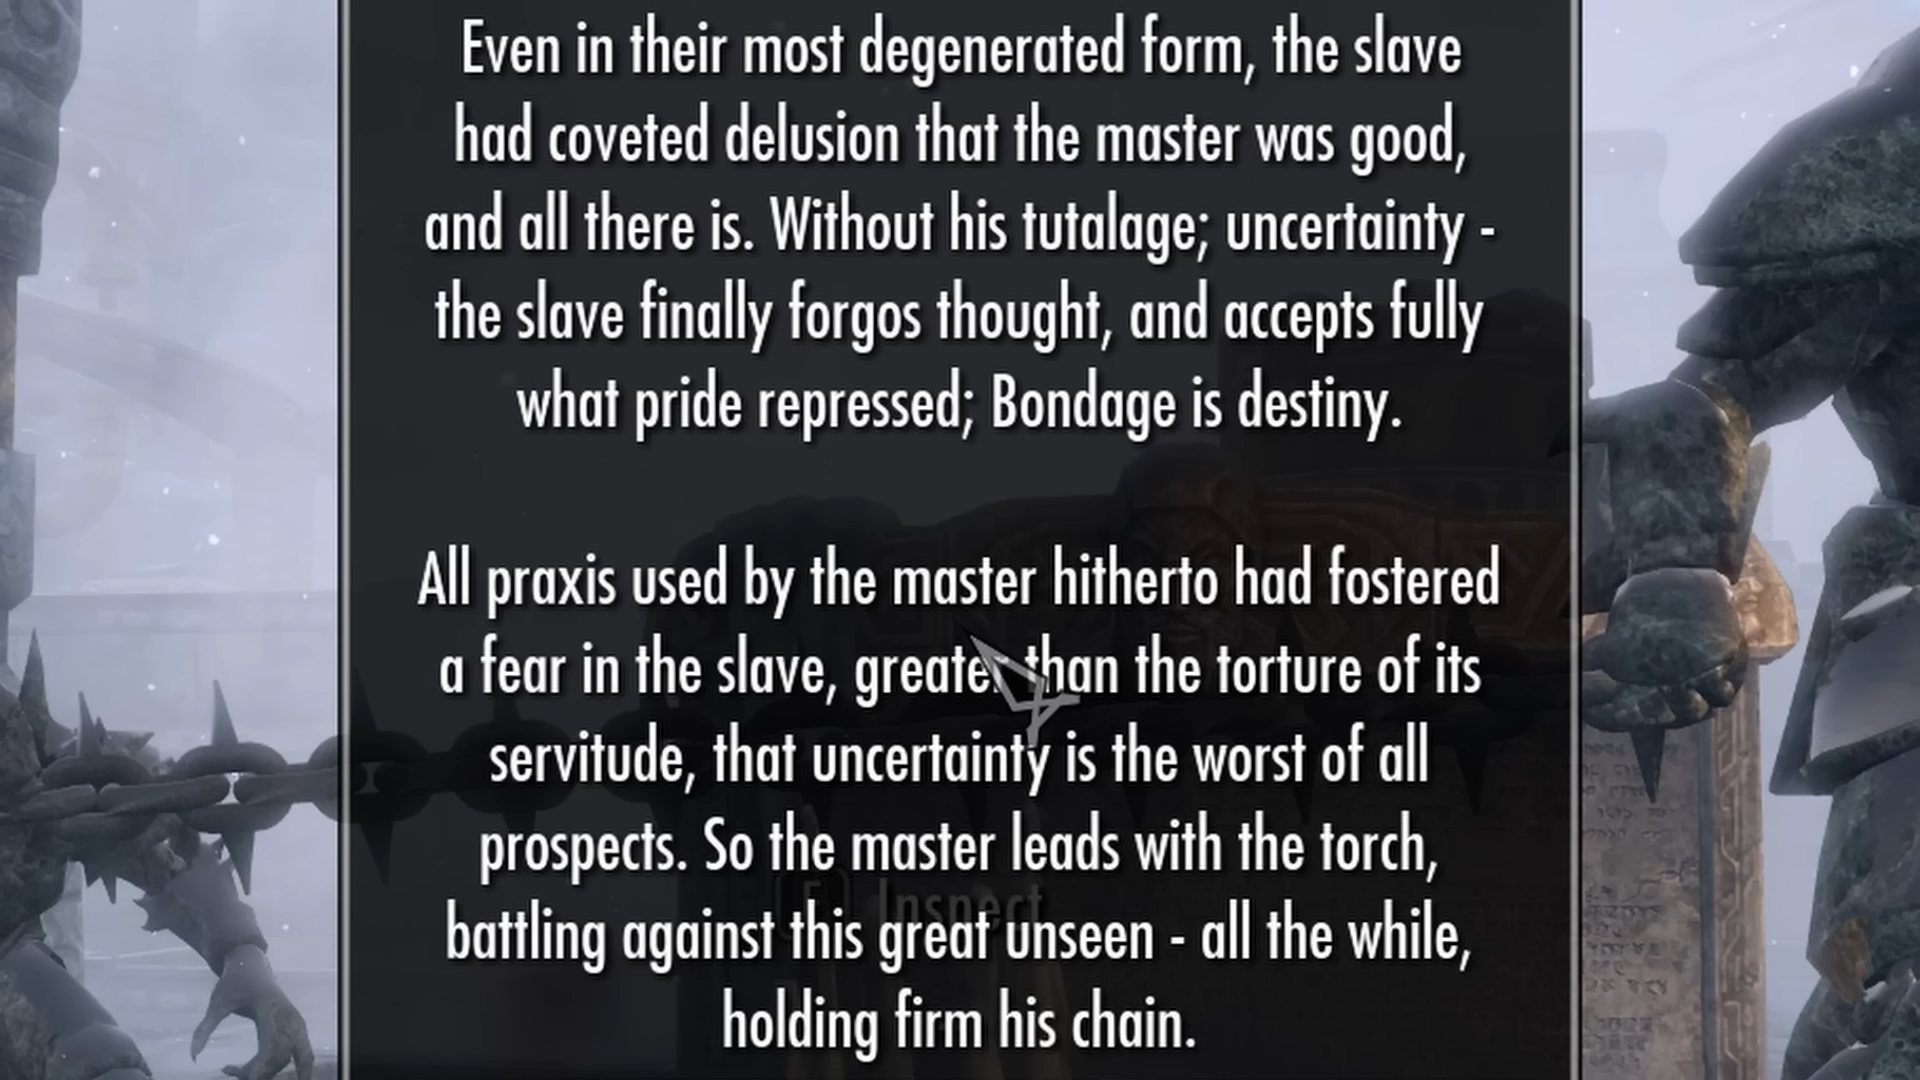 Even in their most degenerated form, the slave
had coveted delusion that the master was good,
and all there is. Without his tutalage; uncertainty -
the slave finally forgos thought, and accepts fully
what pride repressed; Bondage is destiny.
All praxis used by the master hitherto had fostered
a fear in the slave, greater than the torture of its
servitude, that uncertainty is the worst of all
prospects. So the master leads with the torch,
Inspect
battling against this great unseen - all the while,
holding firm his chain.